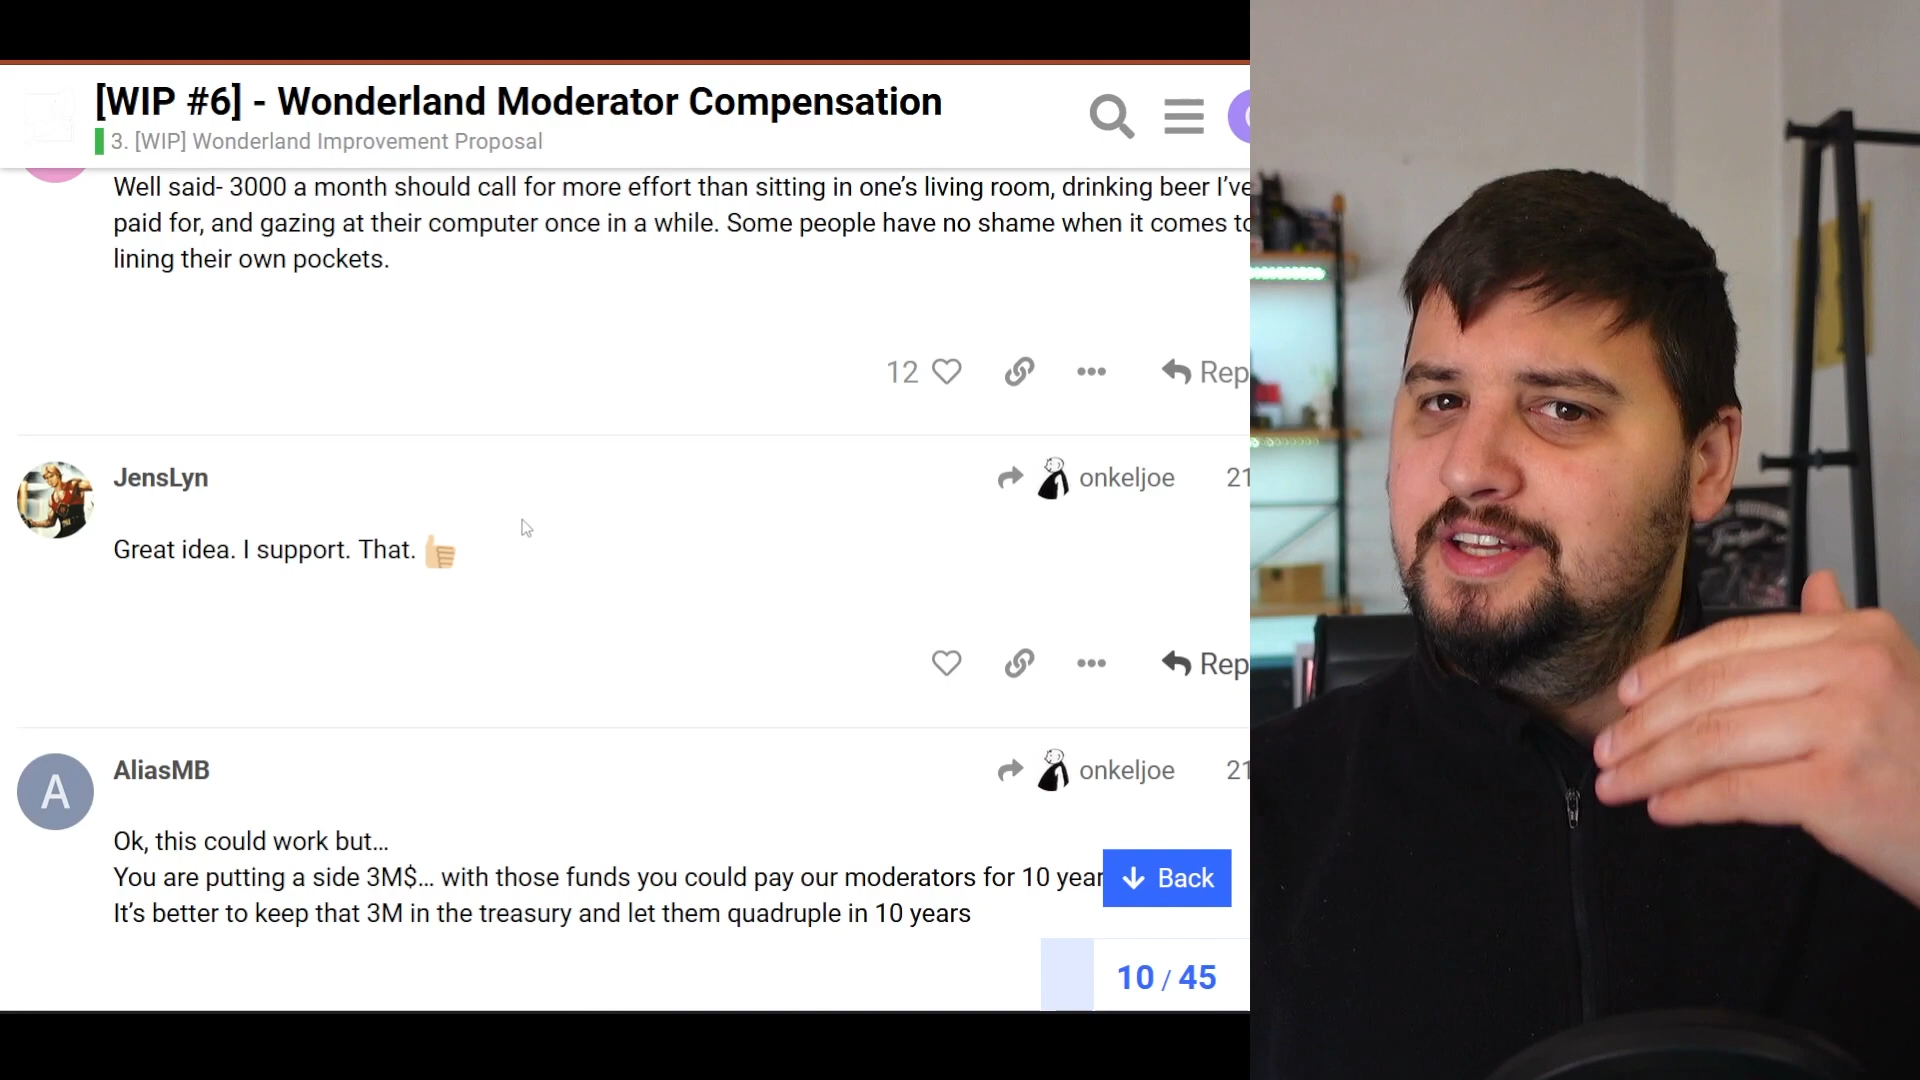 [WIP #6] - Wonderland Moderator Compensation
3. [WIP] Wonderland Improvement Proposal
Well said- 3000 a month should call for more effort than sitting in one’s living room, drinking beer I’ve
paid for, and gazing at their computer once in a while. Some people have no shame when it comes to
lining their own pockets.
12
Rep
JensLyn
onkeljoe
21
Great idea. I support. That.
Rep
A
AliasMB
onkeljoe
21
Ok, this could work but…
You are putting a side 3M$… with those funds you could pay our moderators for 10 year
Back
It’s better to keep that 3M in the treasury and let them quadruple in 10 years
10 / 45